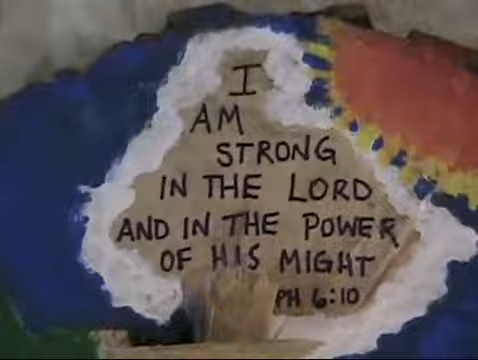 I
AM
STRONG
IN THE LORD
AND IN THE POWER
OF HIS MIGHT
PH 6:10